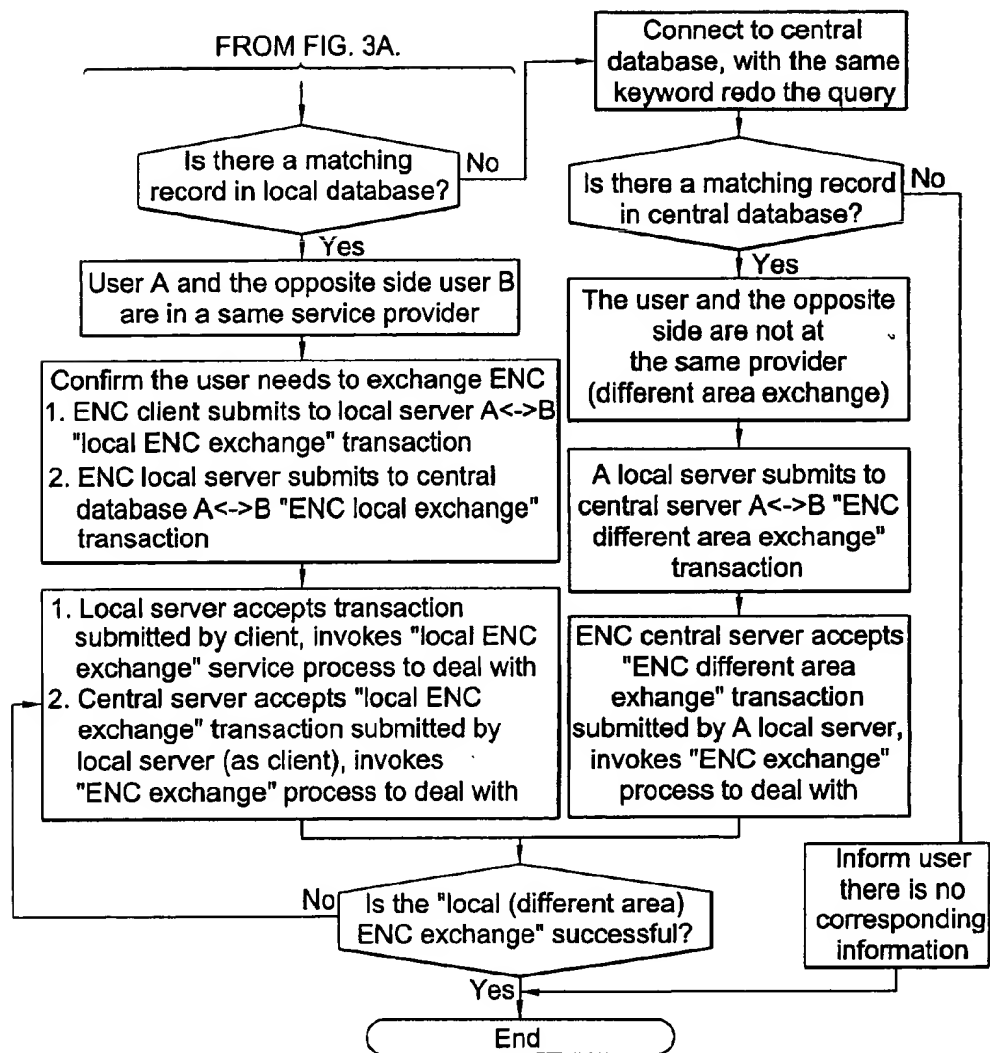 FROM FIG. 3A.
Is there a matching
record in local database?
No
Yes
User A and the opposite side user B
are in a same service provider
Confirm the user needs to exchange ENC
1. ENC client submits to local server A<->B
"local ENC exchange" transaction
2. ENC local server submits to central
database A<->B "ENC local exchange"
transaction
1. Local server accepts transaction
submitted by client, invokes "local ENC
exchange" service process to deal with
2. Central server accepts "local ENC
exchange" transaction submitted by
local server (as client), invokes
"ENC exchange" process to deal with
Connect to central
database, with the same
keyword redo the query
Is there a matching record
in central database?
No
Yes
The user and the opposite
side are not at
the same provider
(different area exchange)
A local server submits to
central server A<->B "ENC
different area exchange"
transaction
ENC central server accepts
"ENC different area
exhange" transaction
submitted by A local server,
invokes "ENC exchange"
process to deal with
Inform user
there is no
corresponding
information
No
Is the "local (different area)
ENC exchange" successful?
Yes
End